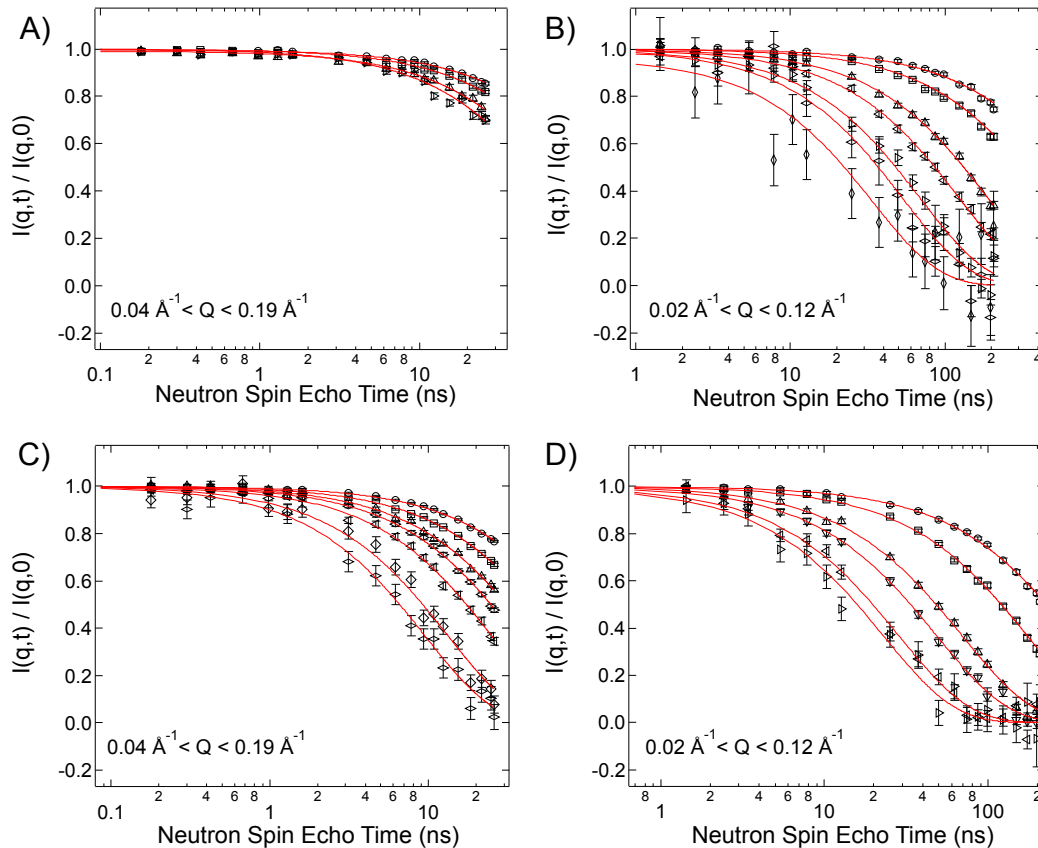 A)
I(q,t) / I(q,0)
1.0
0.8
0.6
0.4
0.2
0.0
-0.2
0.04 Å⁻¹ < Q < 0.19 Å⁻¹
0.1 2 4 6 8 1 2 4 6 8 10 2
Neutron Spin Echo Time (ns)
B)
I(q,t) / I(q,0)
1.0
0.8
0.6
0.4
0.2
0.0
-0.2
0.02 Å⁻¹ < Q < 0.12 Å⁻¹
1 2 4 6 8 10 2 4 6 8 100 2 4
Neutron Spin Echo Time (ns)
C)
I(q,t) / I(q,0)
1.0
0.8
0.6
0.4
0.2
0.0
-0.2
0.04 Å⁻¹ < Q < 0.19 Å⁻¹
0.1 2 4 6 8 1 2 4 6 8 10 2
Neutron Spin Echo Time (ns)
D)
I(q,t) / I(q,0)
1.0
0.8
0.6
0.4
0.2
0.0
-0.2
0.02 Å⁻¹ < Q < 0.12 Å⁻¹
6 8 1 2 4 6 8 10 2 4 6 8 100 2
Neutron Spin Echo Time (ns)